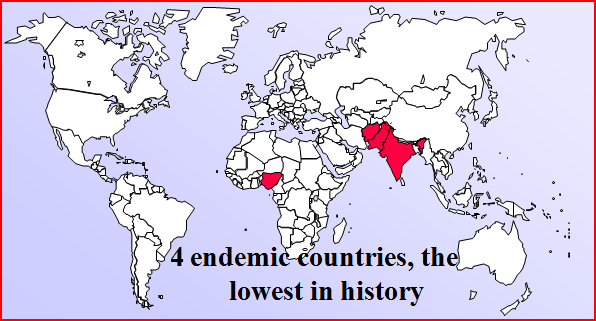 4 endemic countries, the
lowest in history